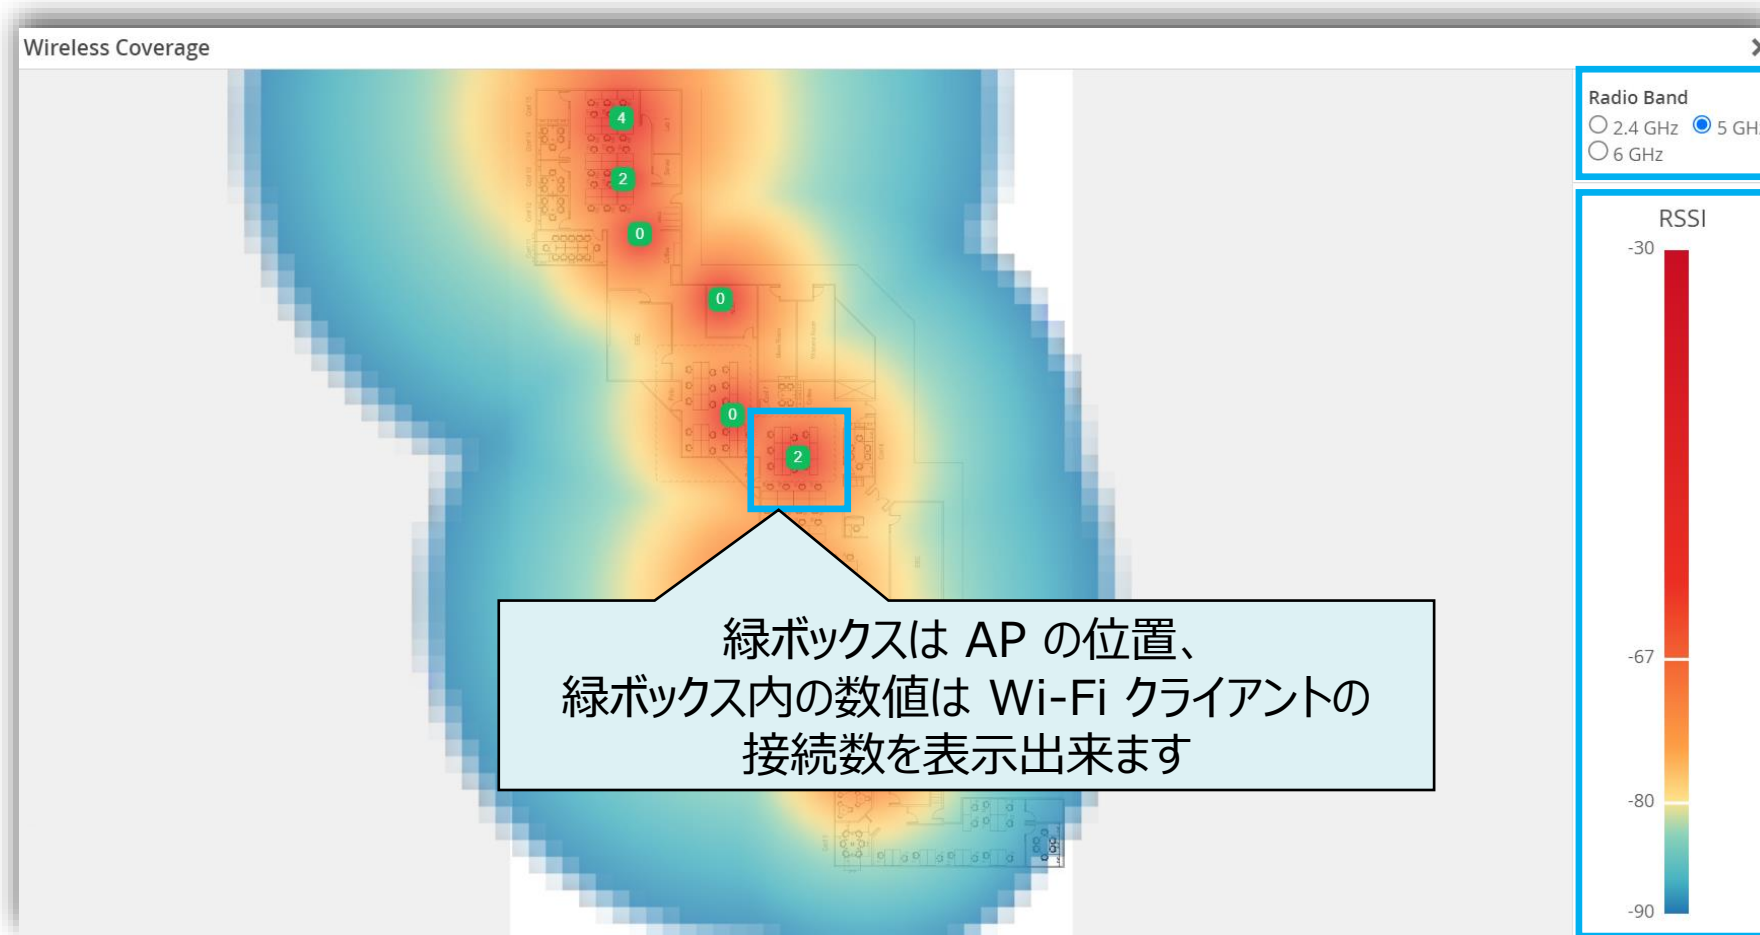 Wireless Coverage
Radio Band
2.4 GHz
5 GH
6 GHz
RSSI
-30
-67
-80
-90
4
2
0
0
0
2
緑ボックスは AP の位置、
緑ボックス内の数値は Wi-Fi クライアントの
接続数を表示出来ます